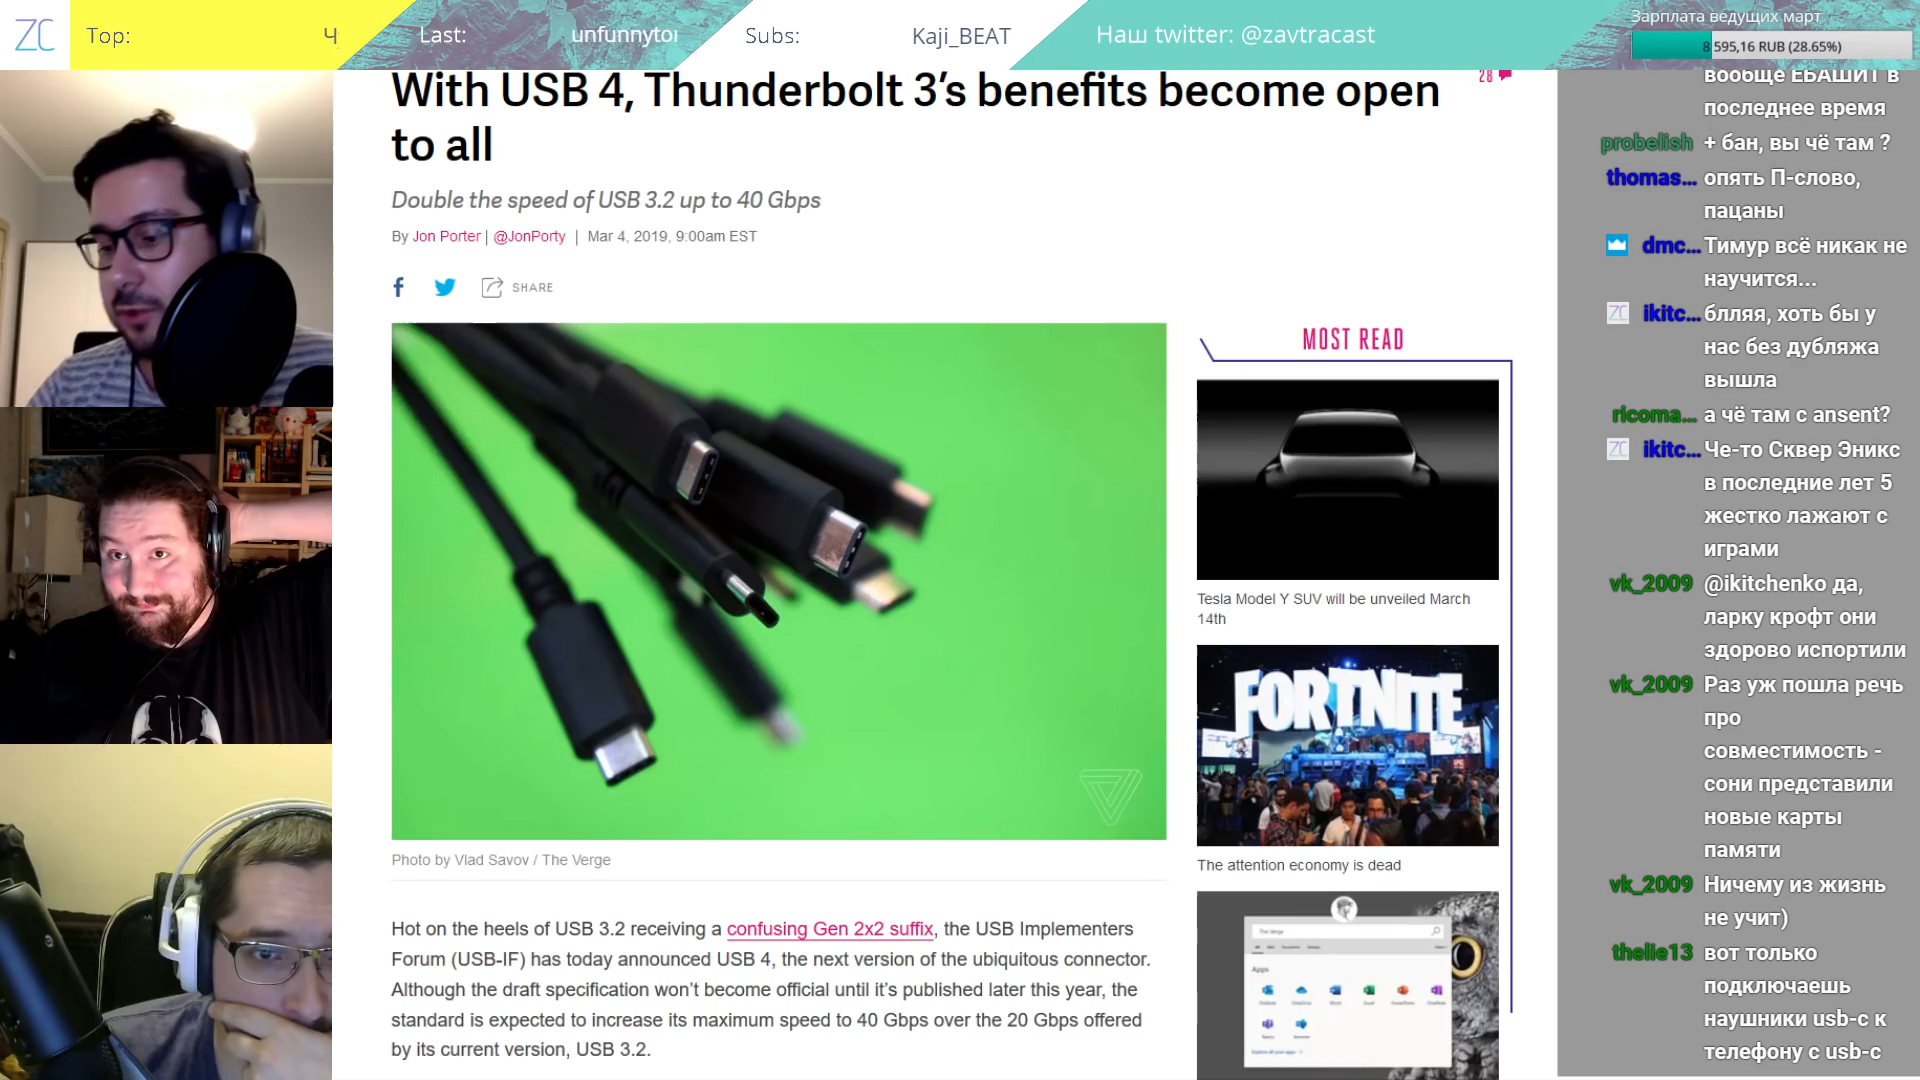 ZC
Top:
Ч
Last:
unfunnytoi
Subs:
Kaji_BEAT
Наш twitter: @zavtracast
Зарплата ведущих март
8 595,16 RUB (28.65%)
With USB 4, Thunderbolt 3’s benefits become open
to all
28
Double the speed of USB 3.2 up to 40 Gbps
By Jon Porter | @JonPorty | Mar 4, 2019, 9:00am EST
SHARE
Photo by Vlad Savov / The Verge
Hot on the heels of USB 3.2 receiving a confusing Gen 2x2 suffix, the USB Implementers
Forum (USB-IF) has today announced USB 4, the next version of the ubiquitous connector.
Although the draft specification won’t become official until it’s published later this year, the
standard is expected to increase its maximum speed to 40 Gbps over the 20 Gbps offered
by its current version, USB 3.2.
MOST READ
Tesla Model Y SUV will be unveiled March
14th
FORTNITE
The attention economy is dead
The Verge
Apps
вообще ЕБАШИТ в
последнее время
probelish + бан, вы чё там ?
thomas... опять П-слово,
пацаны
dmc... Тимур всё никак не
научится...
ZC ikitc... блляя, хоть бы у
нас без дубляжа
вышла
ricoma... а чё там с ansent?
ZC ikitc... Че-то Сквер Эникс
в последние лет 5
жестко лажают с
играми
vk_2009 @ikitchenko да,
ларку крофт они
здорово испортили
vk_2009 Раз уж пошла речь
про
совместимость -
сони представили
новые карты
памяти
vk_2009 Ничему из жизнь
не учит)
thelie13 вот только
подключаешь
наушники usb-c к
телефону с usb-c